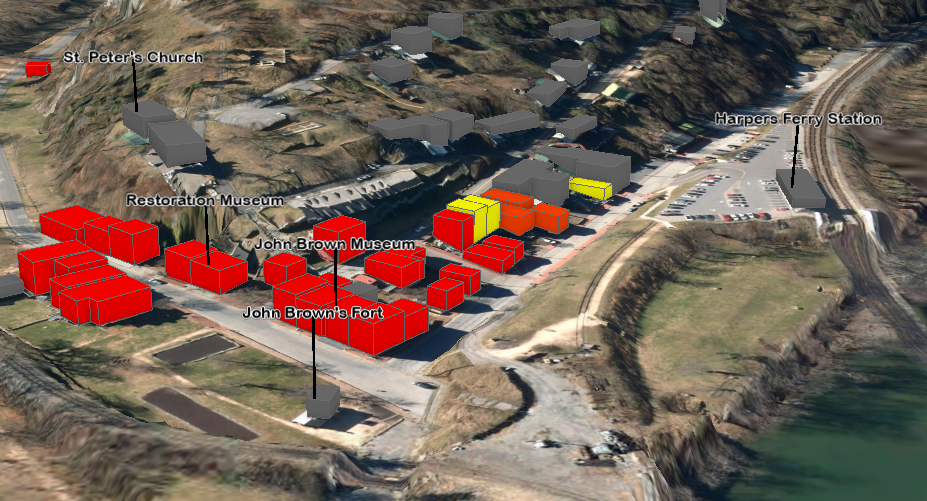 St. Peter's Church
Harpers Ferry Station
Restoration Museum
John Brown Museum
John Brown's Fort